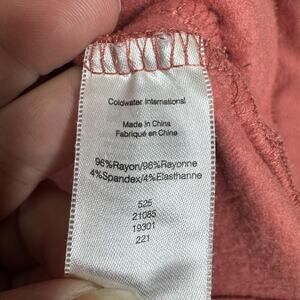 Coldwater International
Made in China
Fabriqué en Chine
96%Rayon/96%Rayonne
4%Spandex/4%Elasthanne
525
21085
19301
221